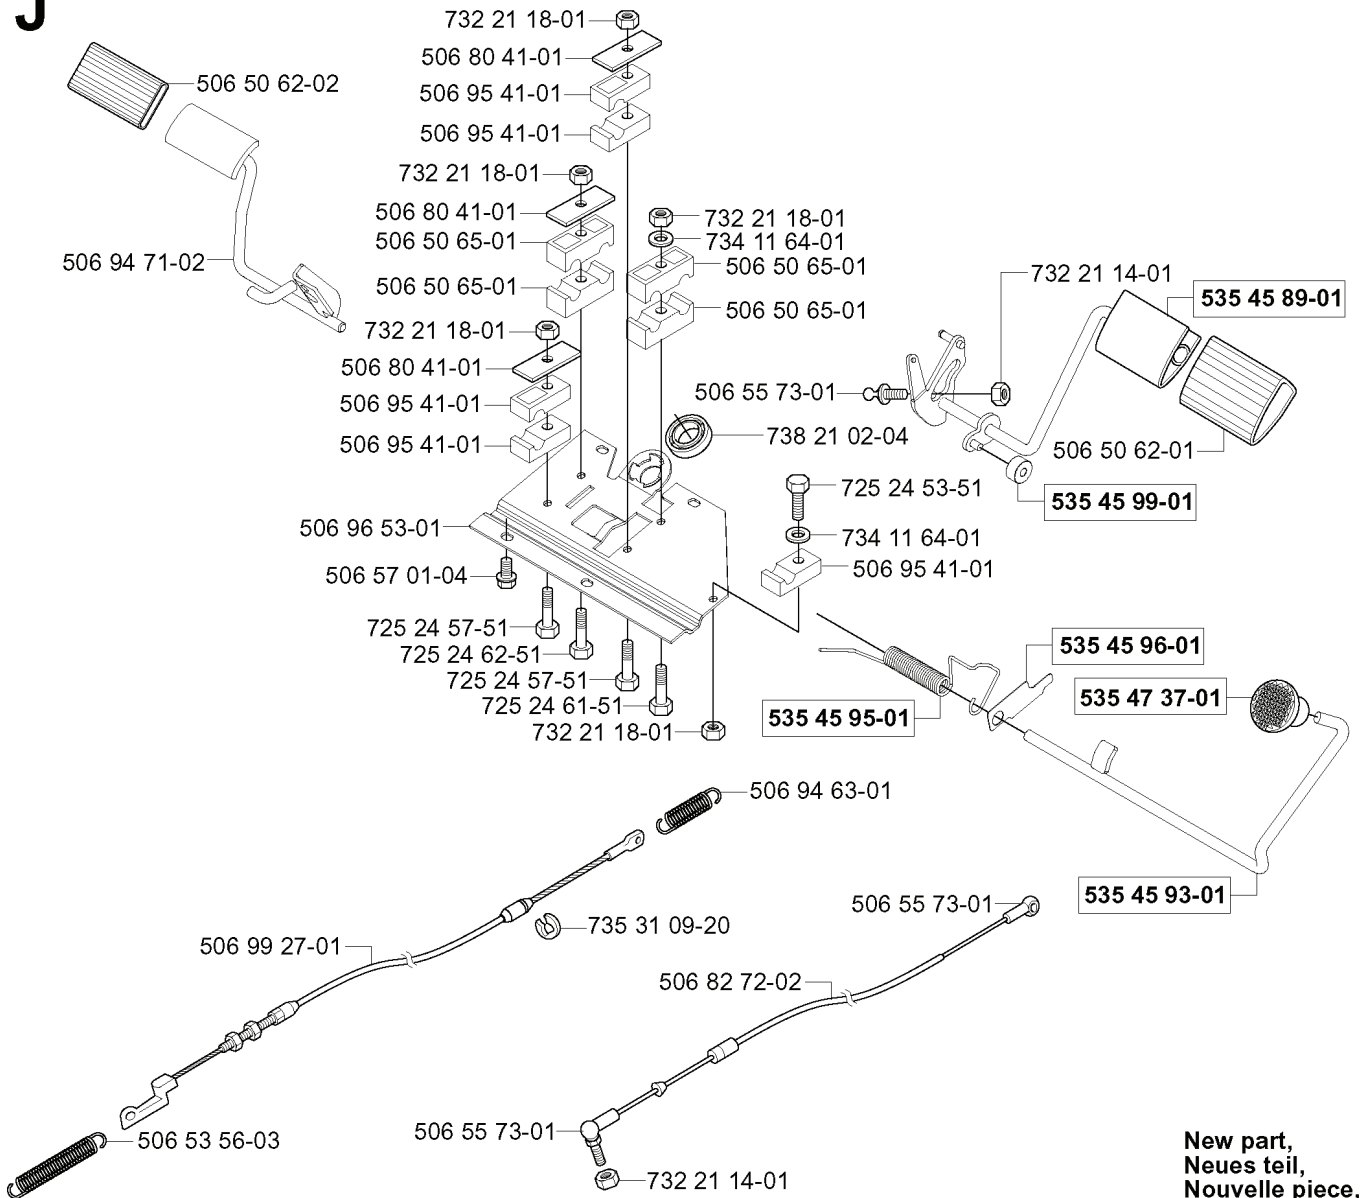 J
732 21 18-01
506 80 41-01
506 50 62-02
506 95 41-01
506 95 41-01
732 21 18-01
506 80 41-01
732 21 18-01
506 50 65-01
734 11 64-01
506 94 71-02
506 50 65-01
732 21 14-01
506 50 65-01
535 45 89-01
506 50 65-01
732 21 18-01
506 80 41-01
506 55 73-01
506 95 41-01
738 21 02-04
506 95 41-01
506 50 62-01
725 24 53-51
535 45 99-01
506 96 53-01
734 11 64-01
506 95 41-01
506 57 01-04
725 24 57-51
725 24 62-51
535 45 96-01
725 24 57-51
535 47 37-01
725 24 61-51
535 45 95-01
732 21 18-01
506 94 63-01
535 45 93-01
506 55 73-01
735 31 09-20
506 99 27-01
506 82 72-02
506 55 73-01
506 53 56-03
732 21 14-01
New part,
Neues teil,
Nouvelle piece,